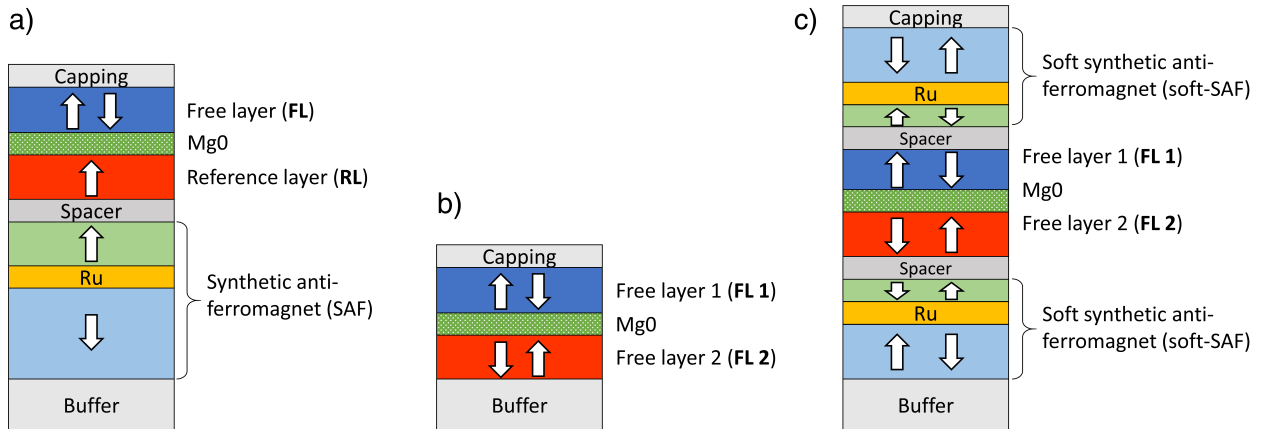 a)
Capping
Free layer (FL)
Mg0
Reference layer (RL)
Spacer
Ru
Synthetic anti-
ferromagnet (SAF)
Buffer
b)
Capping
Free layer 1 (FL 1)
Mg0
Free layer 2 (FL 2)
Buffer
c)
Capping
Soft synthetic anti-
ferromagnet (soft-SAF)
Ru
Spacer
Free layer 1 (FL 1)
Mg0
Free layer 2 (FL 2)
Spacer
Ru
Soft synthetic anti-
ferromagnet (soft-SAF)
Buffer